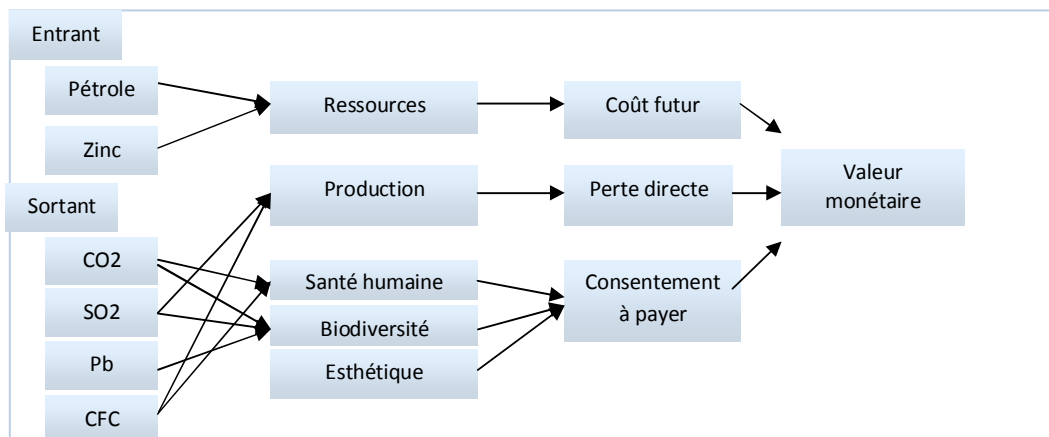 Entrant
Pétrole
Zinc
Ressources
Coût futur
Production
Perte directe
Valeur
monétaire
Sortant
CO2
SO2
Pb
CFC
Santé humaine
Biodiversité
Esthétique
Consentement
à payer